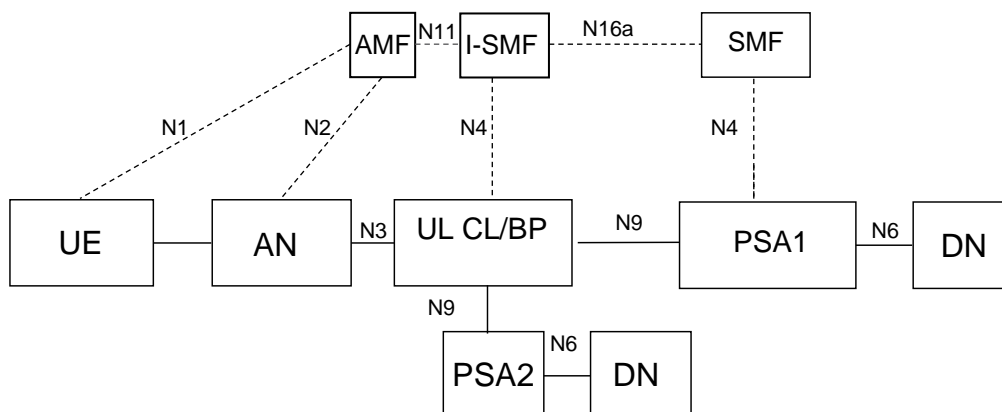 AMF
N11
I-SMF
N16a
SMF
N1
N2
N4
N4
UE
AN
N3
UL CL/BP
N9
PSA1
N6
DN
N9
PSA2
N6
DN